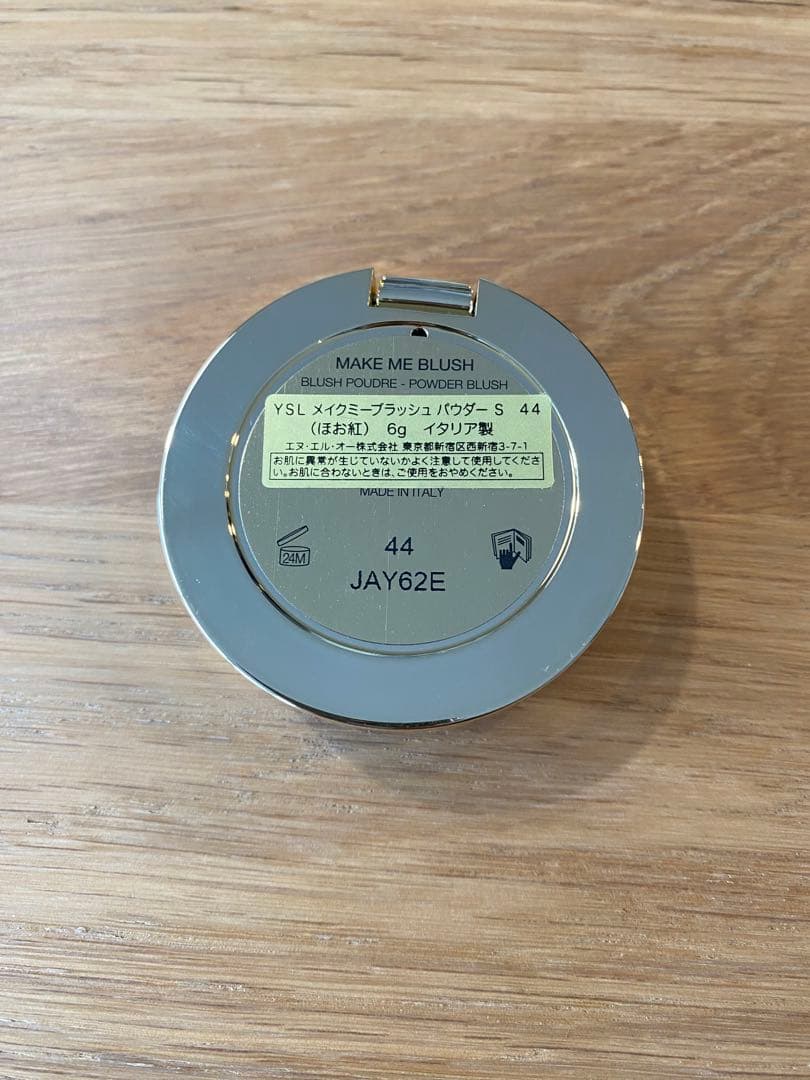 MAKE ME BLUSH
BLUSH POUDRE - POWDER BLUSH
YSL メイクミーブラッシュ パウダー S 44
(ほお紅) 6g イタリア製
エヌ・エル・オー株式会社 東京都新宿区西新宿3-7-1
お肌に異常が生じていないかよく注意して使用してくださ
い。お肌に合わないときは、ご使用をおやめください。
MADE IN ITALY
24M
44
JAY62E